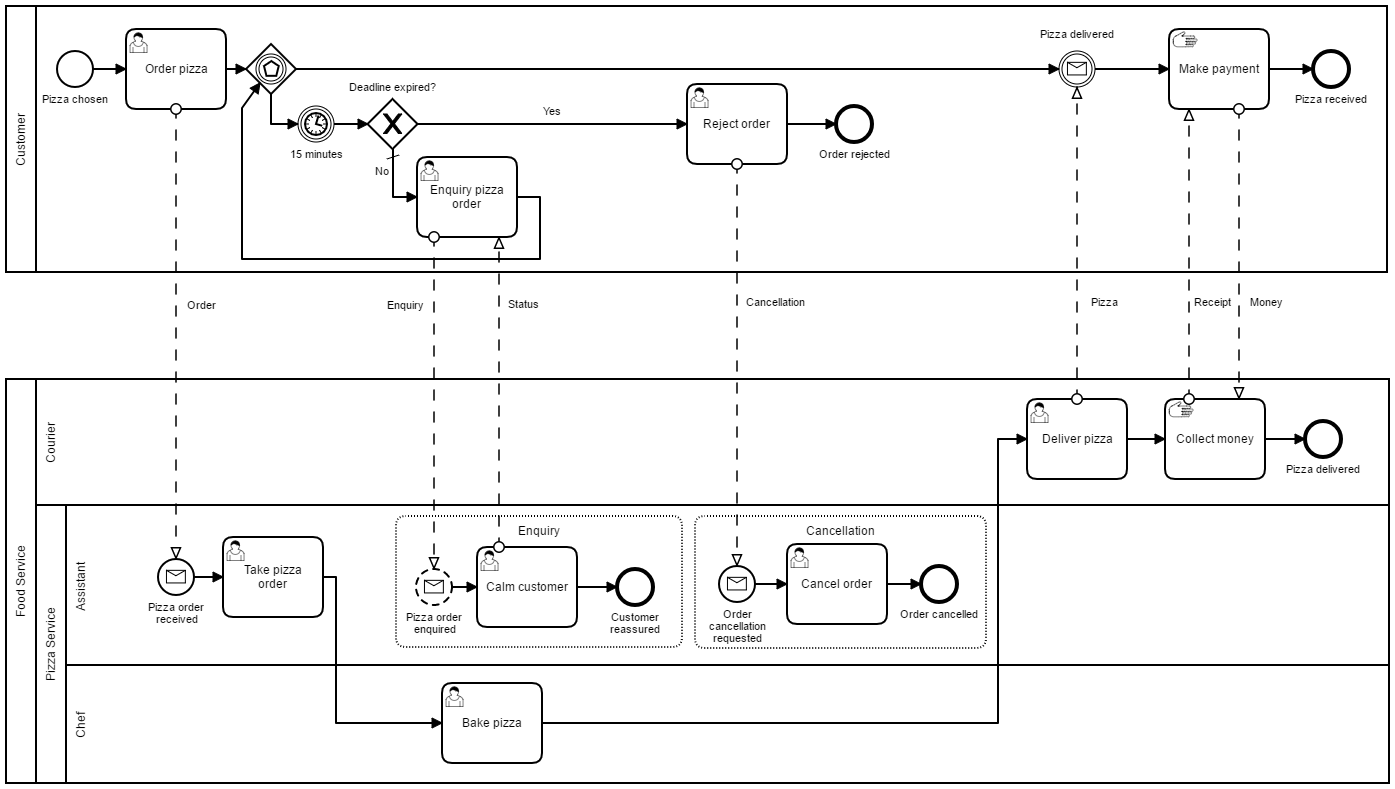 Customer
Pizza chosen
Order pizza
15 minutes
Deadline expired?
Yes
No
Enquiry pizza
order
Reject order
Order rejected
Pizza delivered
Make payment
Pizza received
Order
Enquiry
Status
Cancellation
Pizza
Receipt
Money
Food Service
Courier
Deliver pizza
Collect money
Pizza delivered
Pizza Service
Assistant
Pizza order
received
Take pizza
order
Enquiry
Pizza order
enquired
Calm customer
Customer
reassured
Cancellation
Order
cancellation
requested
Cancel order
Order cancelled
Chef
Bake pizza